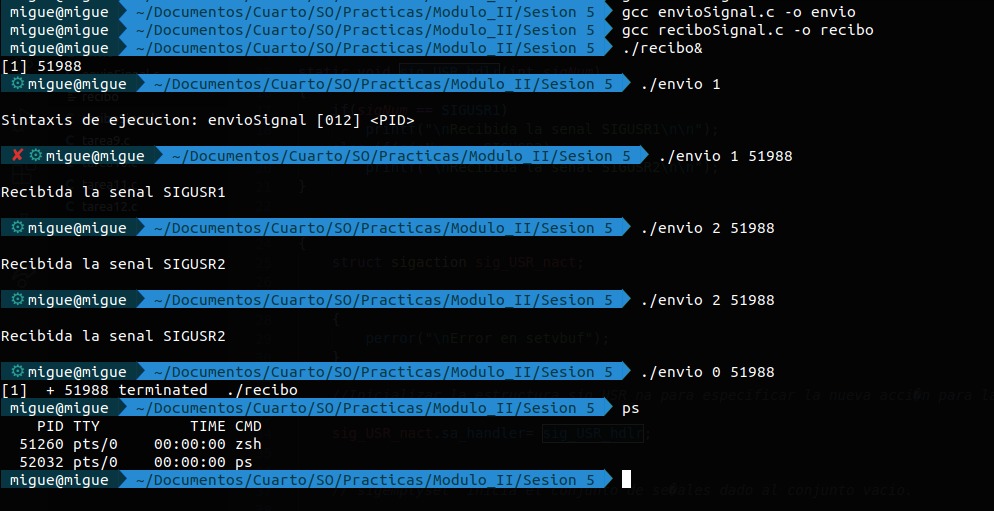 migue@migue ~/Documentos/Cuarto/SO/Practicas/Modulo_II/Sesion 5 gcc envioSignal.c -o envio
migue@migue ~/Documentos/Cuarto/SO/Practicas/Modulo_II/Sesion 5 gcc reciboSignal.c -o recibo
migue@migue ~/Documentos/Cuarto/SO/Practicas/Modulo_II/Sesion 5 ./recibo&
[1] 51988
⚙ migue@migue ~/Documentos/Cuarto/SO/Practicas/Modulo_II/Sesion 5 ./envio 1
Sintaxis de ejecucion: envioSignal [012] <PID>
✘ ⚙ migue@migue ~/Documentos/Cuarto/SO/Practicas/Modulo_II/Sesion 5 ./envio 1 51988
Recibida la senal SIGUSR1
⚙ migue@migue ~/Documentos/Cuarto/SO/Practicas/Modulo_II/Sesion 5 ./envio 2 51988
Recibida la senal SIGUSR2
⚙ migue@migue ~/Documentos/Cuarto/SO/Practicas/Modulo_II/Sesion 5 ./envio 2 51988
Recibida la senal SIGUSR2
⚙ migue@migue ~/Documentos/Cuarto/SO/Practicas/Modulo_II/Sesion 5 ./envio 0 51988
[1]  + 51988 terminated  ./recibo
migue@migue ~/Documentos/Cuarto/SO/Practicas/Modulo_II/Sesion 5 ps
PID TTY TIME CMD
51260 pts/0 00:00:00 zsh
52032 pts/0 00:00:00 ps
migue@migue ~/Documentos/Cuarto/SO/Practicas/Modulo_II/Sesion 5